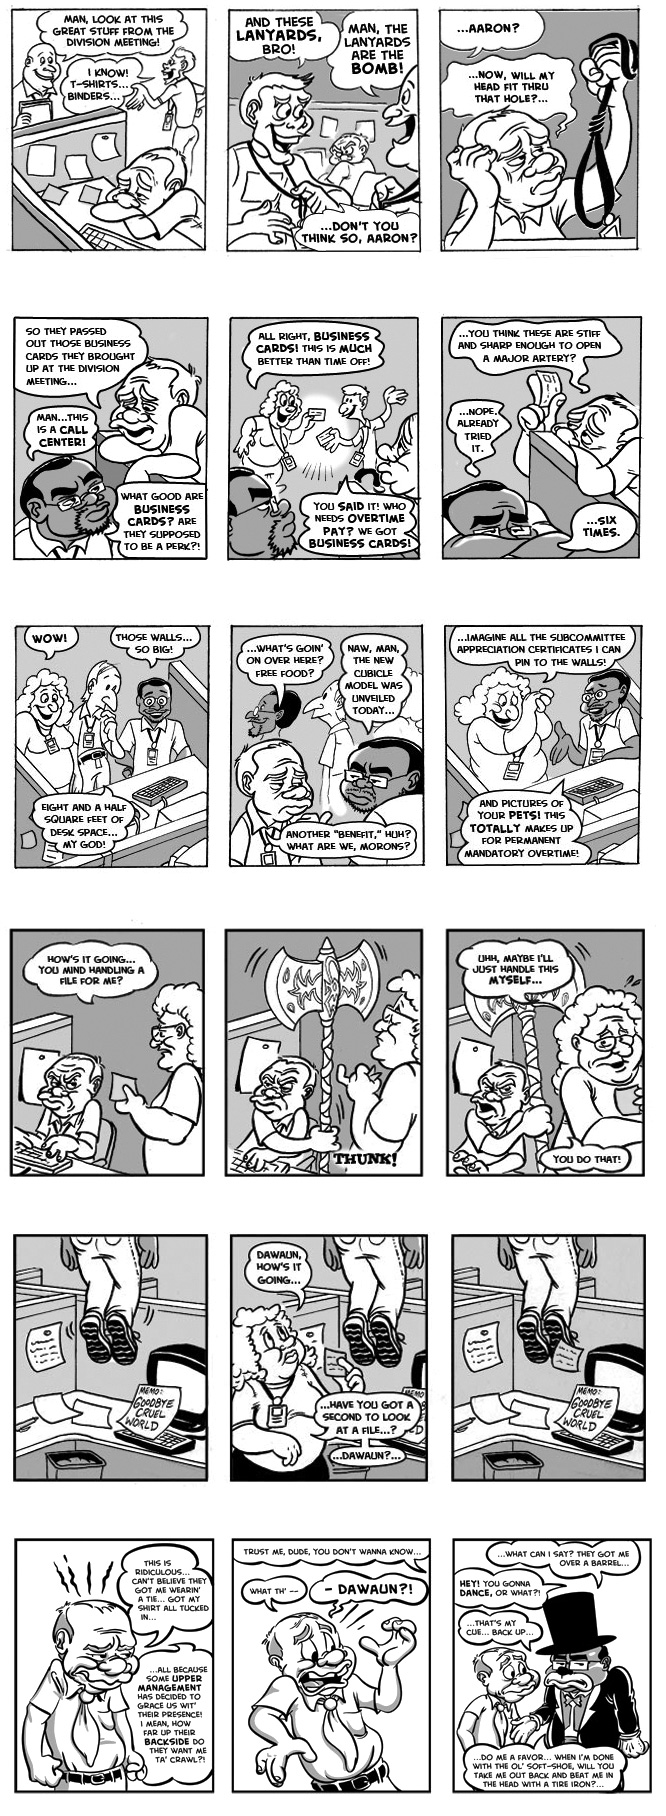 MAN, LOOK AT THIS
GREAT STUFF FROM THE
DIVISION MEETING!
I KNOW!
T-SHIRTS...
BINDERS...
AND THESE
LANYARDS,
BRO!
MAN, THE
LANYARDS
ARE THE
BOMB!
...DON'T YOU
THINK SO, AARON?
...AARON?
...NOW, WILL MY
HEAD FIT THRU
THAT HOLE?...
SO THEY PASSED
OUT THOSE BUSINESS
CARDS THEY BROUGHT
UP AT THE DIVISION
MEETING...
MAN...THIS
IS A CALL
CENTER!
WHAT GOOD ARE
BUSINESS
CARDS? ARE
THEY SUPPOSED
TO BE A PERK?!
ALL RIGHT, BUSINESS
CARDS! THIS IS MUCH
BETTER THAN TIME OFF!
YOU SAID IT! WHO
NEEDS OVERTIME
PAY? WE GOT
BUSINESS CARDS!
...YOU THINK THESE ARE STIFF
AND SHARP ENOUGH TO OPEN
A MAJOR ARTERY?
...NOPE.
ALREADY
TRIED
IT.
...SIX
TIMES.
WOW!
THOSE WALLS...
SO BIG!
EIGHT AND A HALF
SQUARE FEET OF
DESK SPACE...
MY GOD!
...WHAT'S GOIN'
ON OVER HERE?
FREE FOOD?
NAW, MAN,
THE NEW
CUBICLE
MODEL WAS
UNVEILED
TODAY...
ANOTHER "BENEFIT," HUH?
WHAT ARE WE, MORONS?
...IMAGINE ALL THE SUBCOMMITTEE
APPRECIATION CERTIFICATES I CAN
PIN TO THE WALLS!
AND PICTURES OF
YOUR PETS! THIS
TOTALLY MAKES UP
FOR PERMANENT
MANDATORY OVERTIME!
HOW'S IT GOING...
YOU MIND HANDLING A
FILE FOR ME?
THUNK!
UHH, MAYBE I'LL
JUST HANDLE THIS
MYSELF...
YOU DO THAT!
MEMO:
GOODBYE
CRUEL
WORLD
DAWAUN,
HOW'S IT
GOING...
...HAVE YOU GOT A
SECOND TO LOOK
AT A FILE...?
...DAWAUN?...
MEMO:
MEMO:
GOODBYE
CRUEL
WORLD
THIS IS
RIDICULOUS...
CAN'T BELIEVE THEY
GOT ME WEARIN'
A TIE... GOT MY
SHIRT ALL TUCKED
IN...
...ALL BECAUSE
SOME UPPER
MANAGEMENT
HAS DECIDED TO
GRACE US WIT'
THEIR PRESENCE!
I MEAN, HOW
FAR UP THEIR
BACKSIDE DO
THEY WANT ME
TA' CRAWL?!
TRUST ME, DUDE, YOU DON'T WANNA KNOW...
WHAT TH' --
- DAWAUN?!
...WHAT CAN I SAY? THEY GOT ME
OVER A BARREL...
HEY! YOU GONNA
DANCE, OR WHAT?!
...THAT'S MY
CUE... BACK UP...
...DO ME A FAVOR... WHEN I'M DONE
WITH THE OL' SOFT-SHOE, WILL YOU
TAKE ME OUT BACK AND BEAT ME IN
THE HEAD WITH A TIRE IRON?...